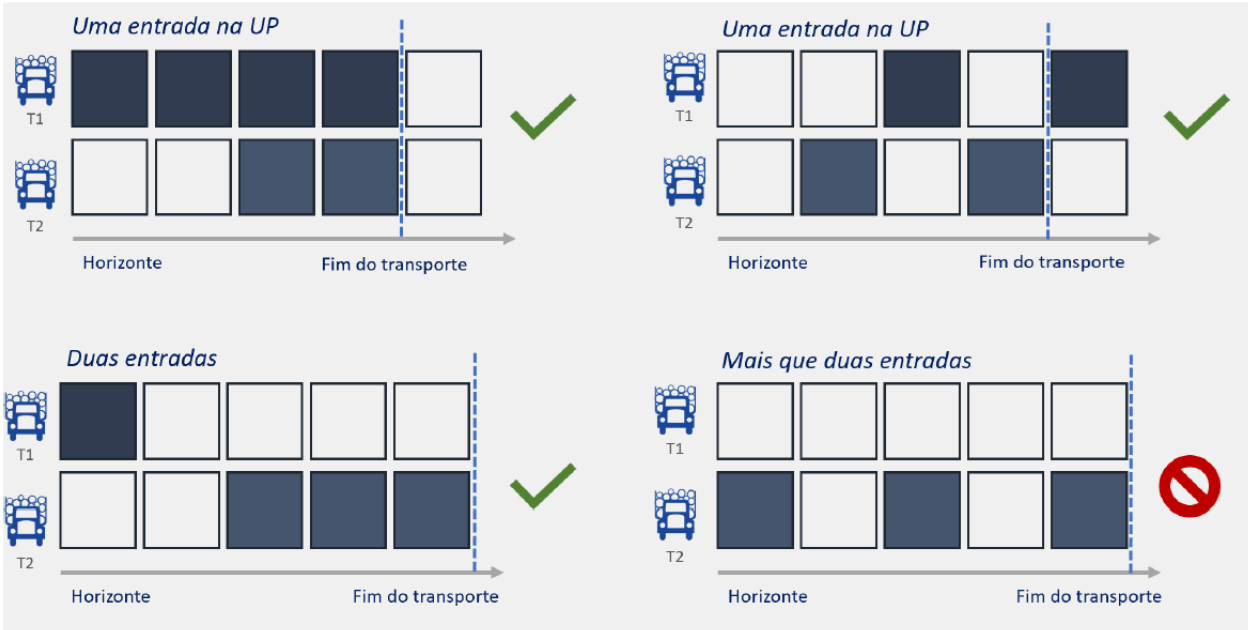 Uma entrada na UP
T1
T2
Horizonte
Fim do transporte
Uma entrada na UP
T1
T2
Horizonte
Fim do transporte
Duas entradas
T1
T2
Horizonte
Fim do transporte
Mais que duas entradas
T1
T2
Horizonte
Fim do transporte